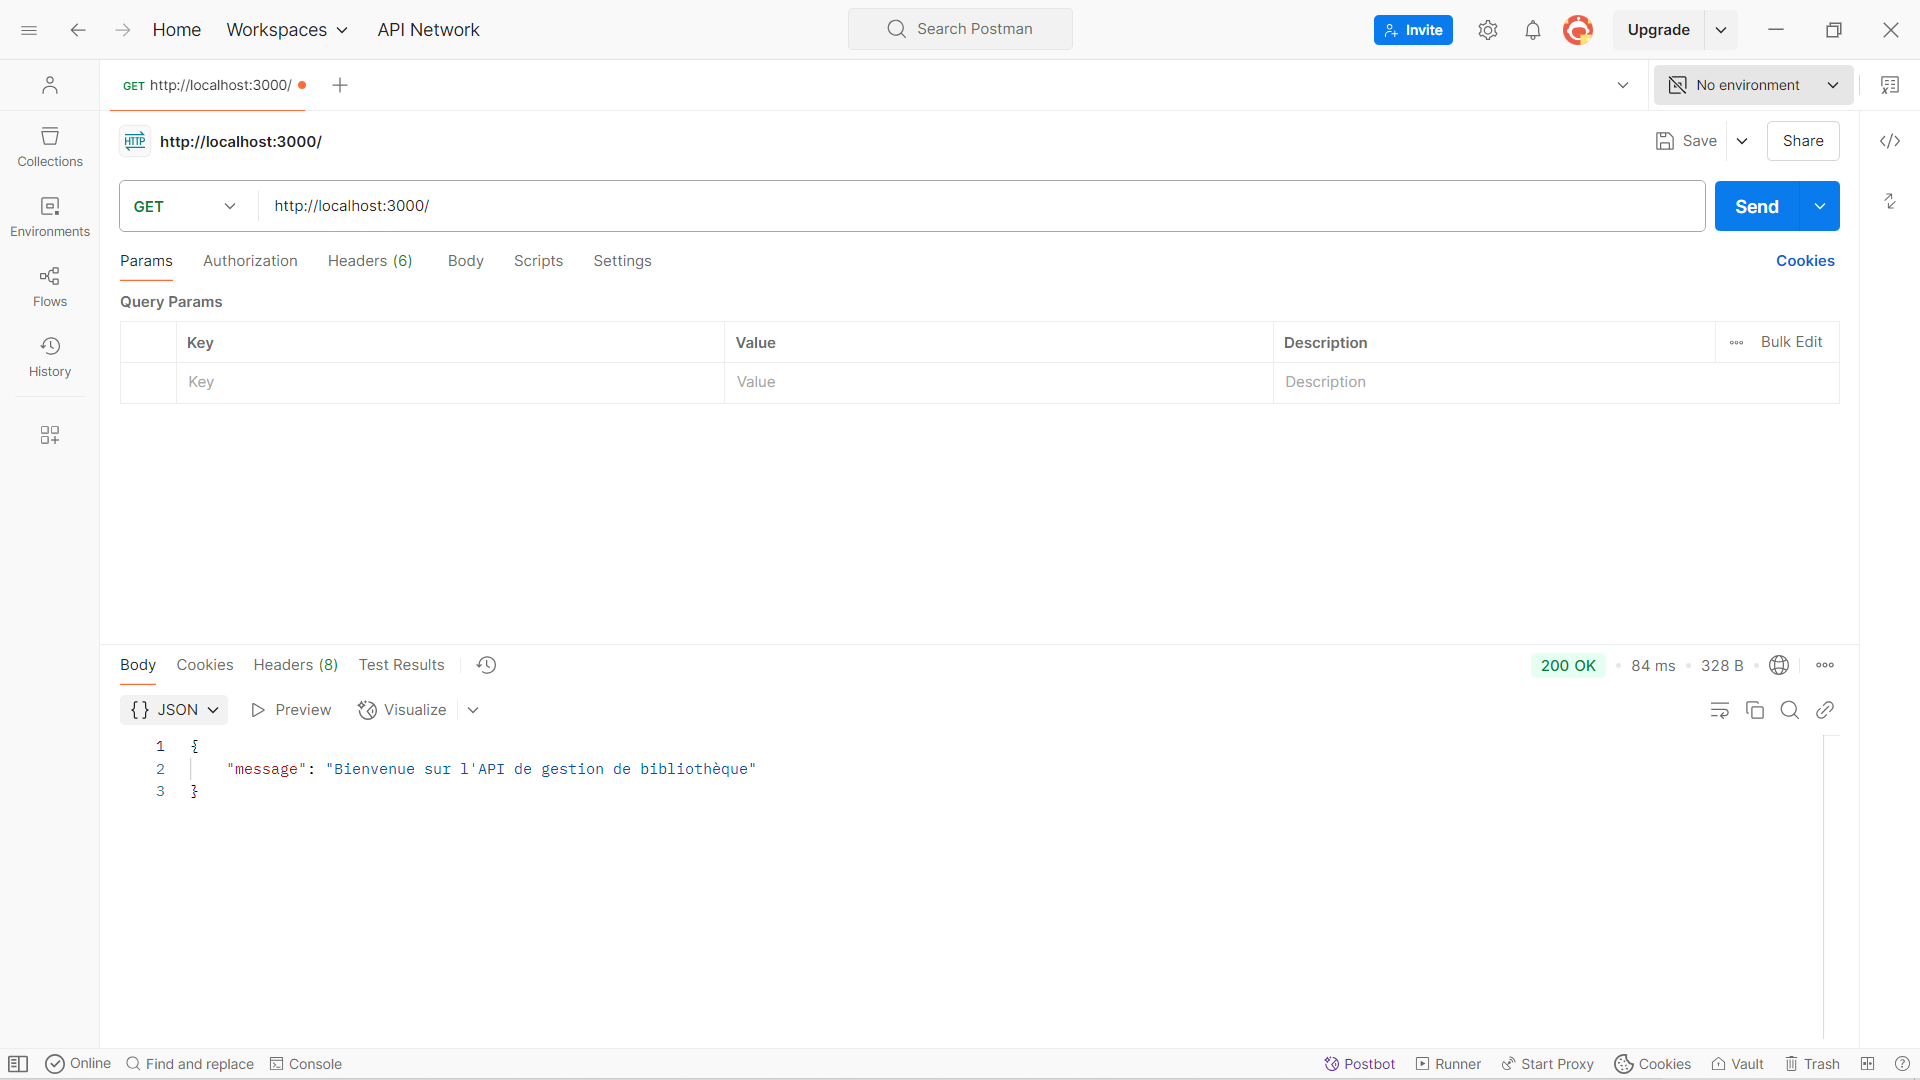 Home Workspaces API Network Search Postman Invite Upgrade
GET http://localhost:3000/ No environment
HTTP http://localhost:3000/ Save Share
GET http://localhost:3000/ Send
Params Authorization Headers (6) Body Scripts Settings Cookies
Query Params
Key Value Description Bulk Edit
Key Value Description
Collections
Environments
Flows
History
Body Cookies Headers (8) Test Results 200 OK 84 ms 328 B
{} JSON Preview Visualize
1 {
2 "message": "Bienvenue sur l'API de gestion de bibliothèque"
3 }
Online Find and replace Console Postbot Runner Start Proxy Cookies Vault Trash